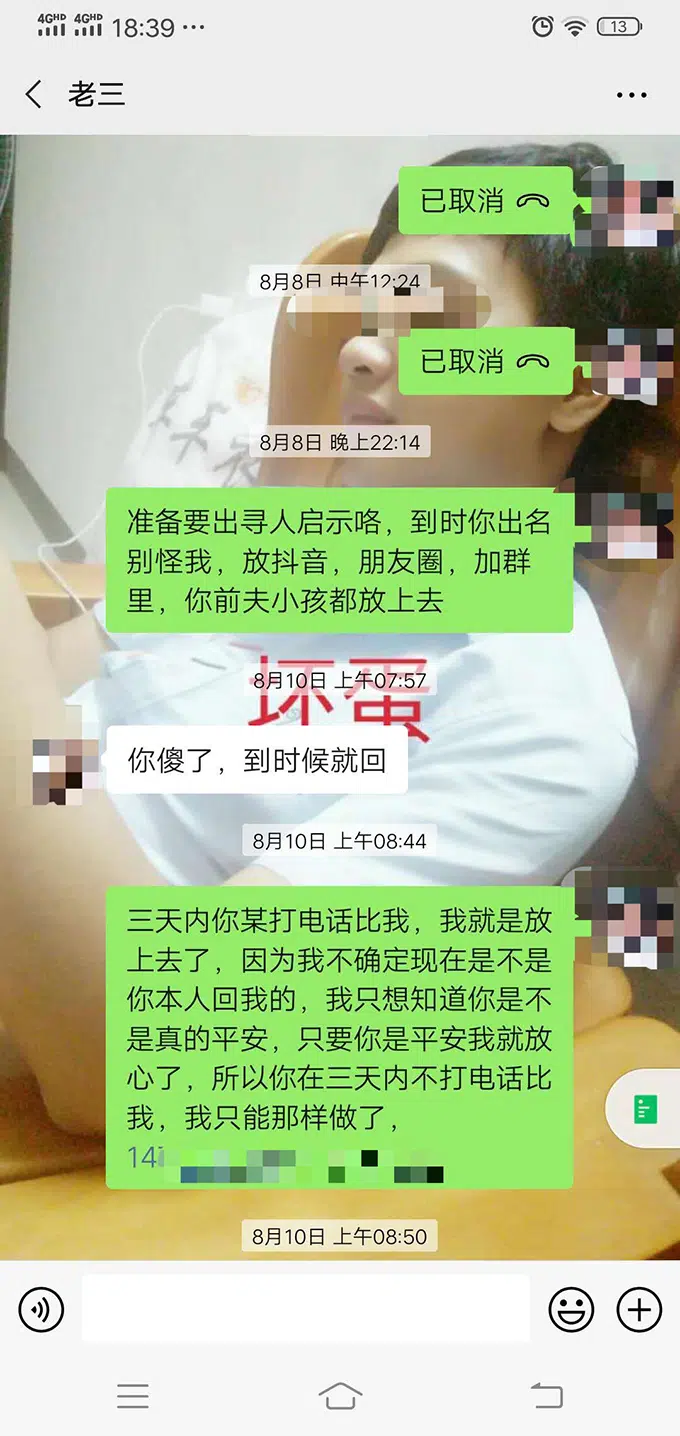 4GHD 4GHD 18:39 ··· 13
老三
已取消
8月8日 中午12:24
已取消
8月8日 晚上22:14
准备要出寻人启示咯，到时你出名
别怪我，放抖音，朋友圈，加群
里，你前夫小孩都放上去
坏蛋
8月10日 上午07:57
你傻了，到时候就回
8月10日 上午08:44
三天内你某打电话比我，我就是放
上去了，因为我不确定现在是不是
你本人回我的，我只想知道你是不
是真的平安，只要你是平安我就放
心了，所以你在三天内不打电话比
我，我只能那样做了，
14
8月10日 上午08:50